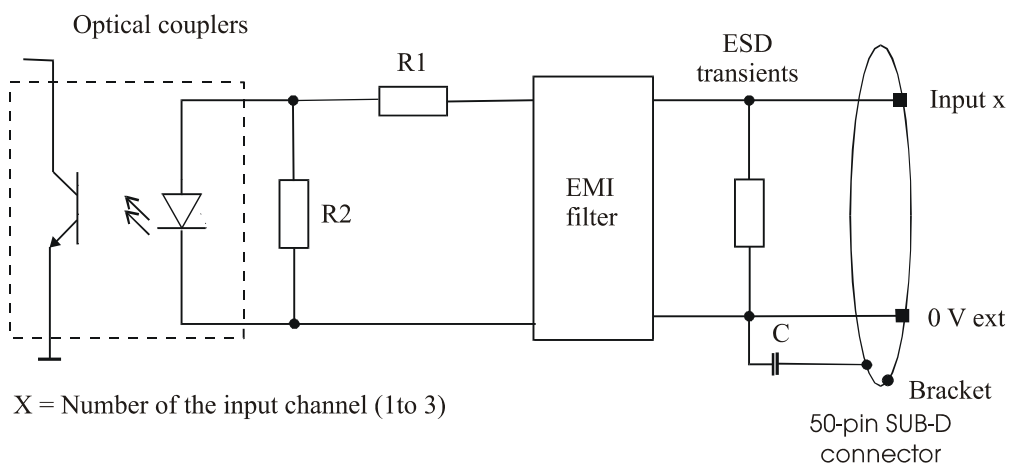 Optical couplers
R1
ESD
transients
Input x
EMI
filter
R2
0 V ext
C
Bracket
X = Number of the input channel (1to 3)
50-pin SUB-D
connector